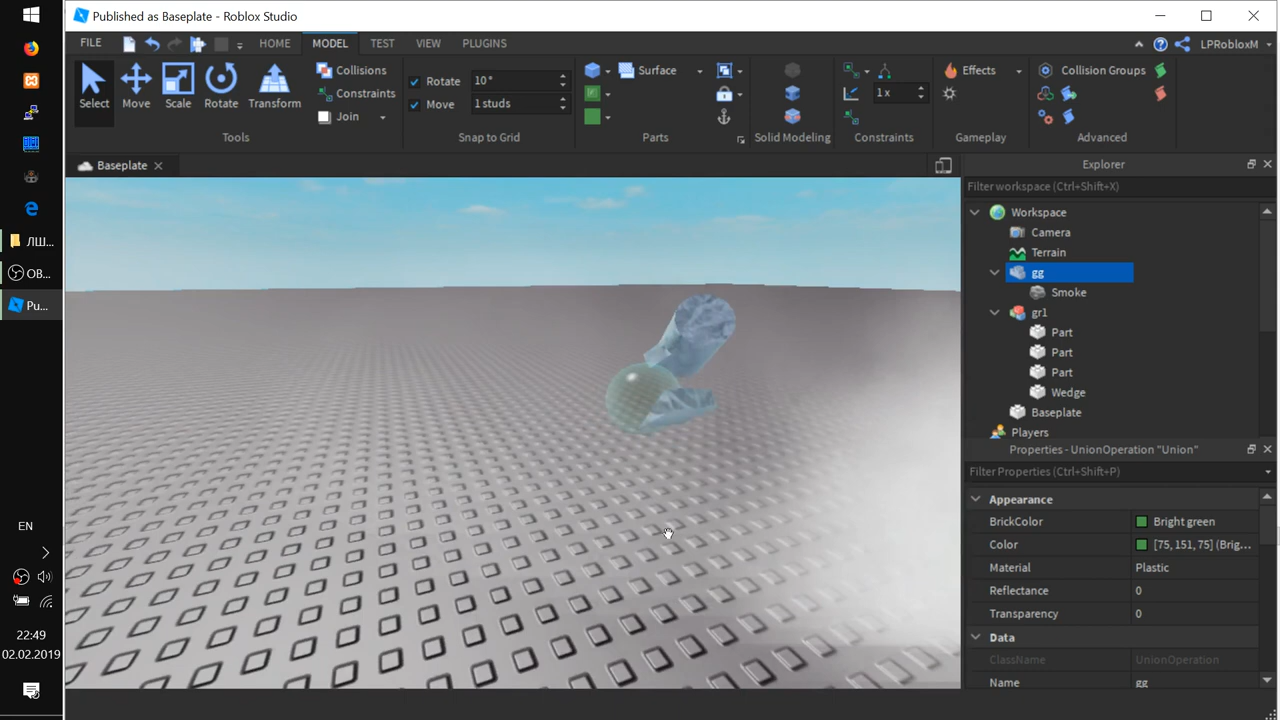 Published as Baseplate - Roblox Studio
FILE
HOME
MODEL
TEST
VIEW
PLUGINS
LPRobloxM
Select
Move
Scale
Rotate
Transform
Collisions
Constraints
Join
Tools
Rotate
10°
Move
1 studs
Snap to Grid
Surface
Parts
Solid Modeling
1 x
Constraints
Effects
Gameplay
Collision Groups
Advanced
Baseplate
ЛШ...
OB...
Pu...
EN
22:49
02.02.2019
Explorer
Filter workspace (Ctrl+Shift+X)
Workspace
Camera
Terrain
gg
Smoke
gr1
Part
Part
Part
Wedge
Baseplate
Players
Properties - UnionOperation "Union"
Filter Properties (Ctrl+Shift+P)
Appearance
BrickColor Bright green
Color [75, 151, 75] (Brig...
Material Plastic
Reflectance 0
Transparency 0
Data
ClassName UnionOperation
Name gg